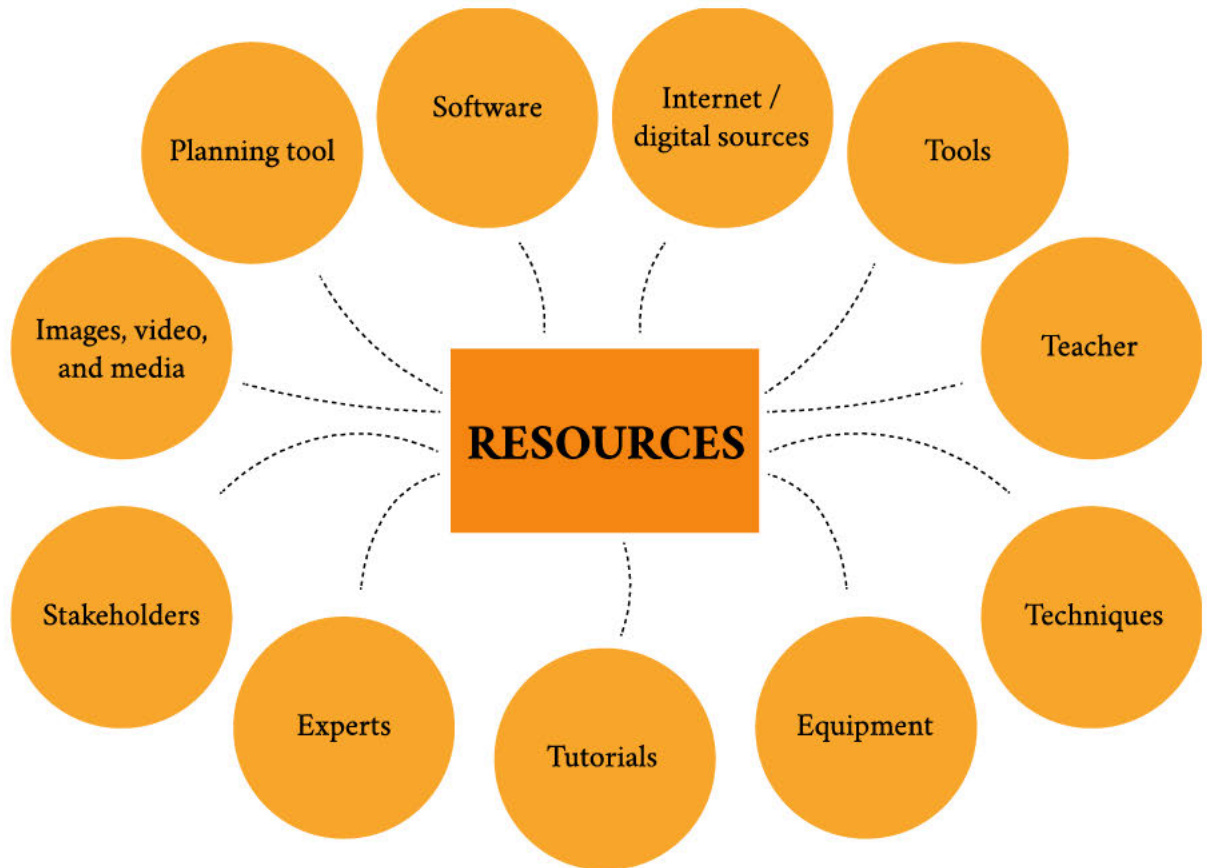 Software
Internet /
digital sources
Planning tool
Tools
Images, video,
and media
Teacher
RESOURCES
Stakeholders
Techniques
Experts
Equipment
Tutorials